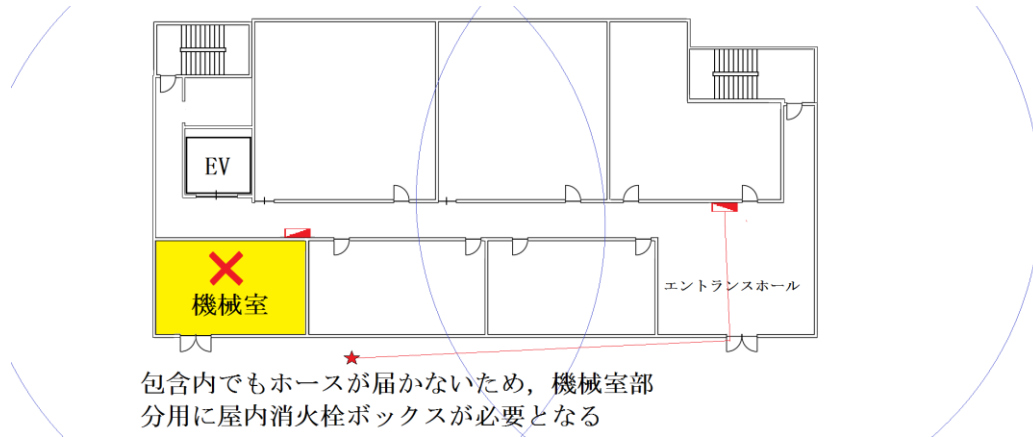 EV
エントランスホール
機械室
包含内でもホースが届かないため，機械室部
分用に屋内消火栓ボックスが必要となる